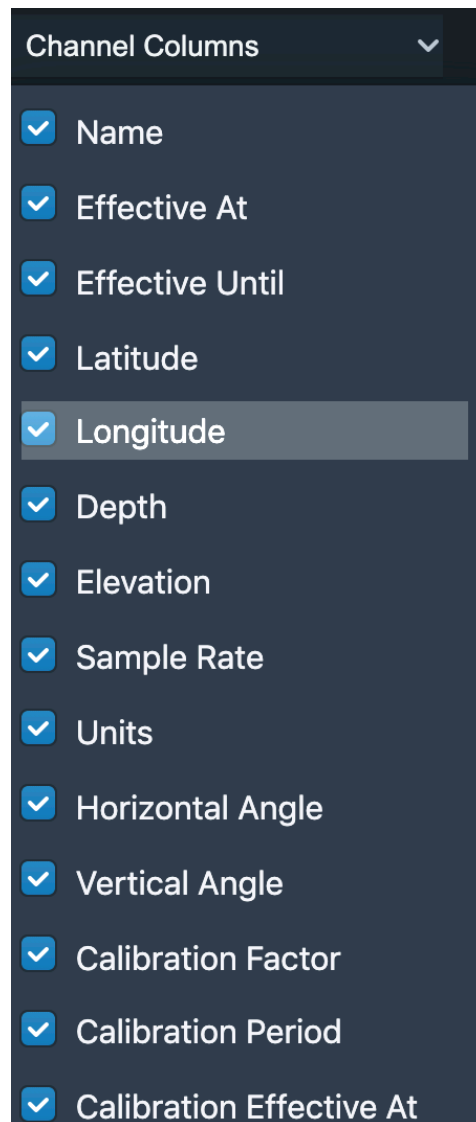 Channel Columns
Name
Effective At
Effective Until
Latitude
Longitude
Depth
Elevation
Sample Rate
Units
Horizontal Angle
Vertical Angle
Calibration Factor
Calibration Period
Calibration Effective At